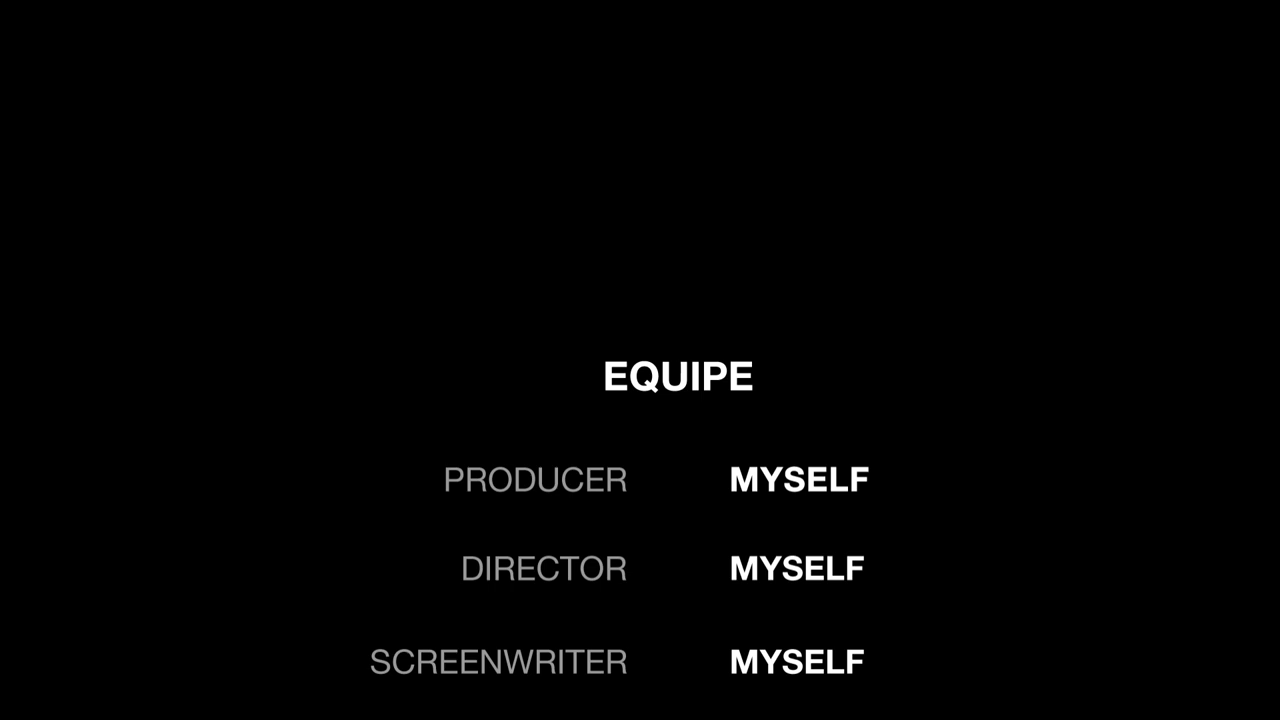 EQUIPE
PRODUCER MYSELF
DIRECTOR MYSELF
SCREENWRITER MYSELF